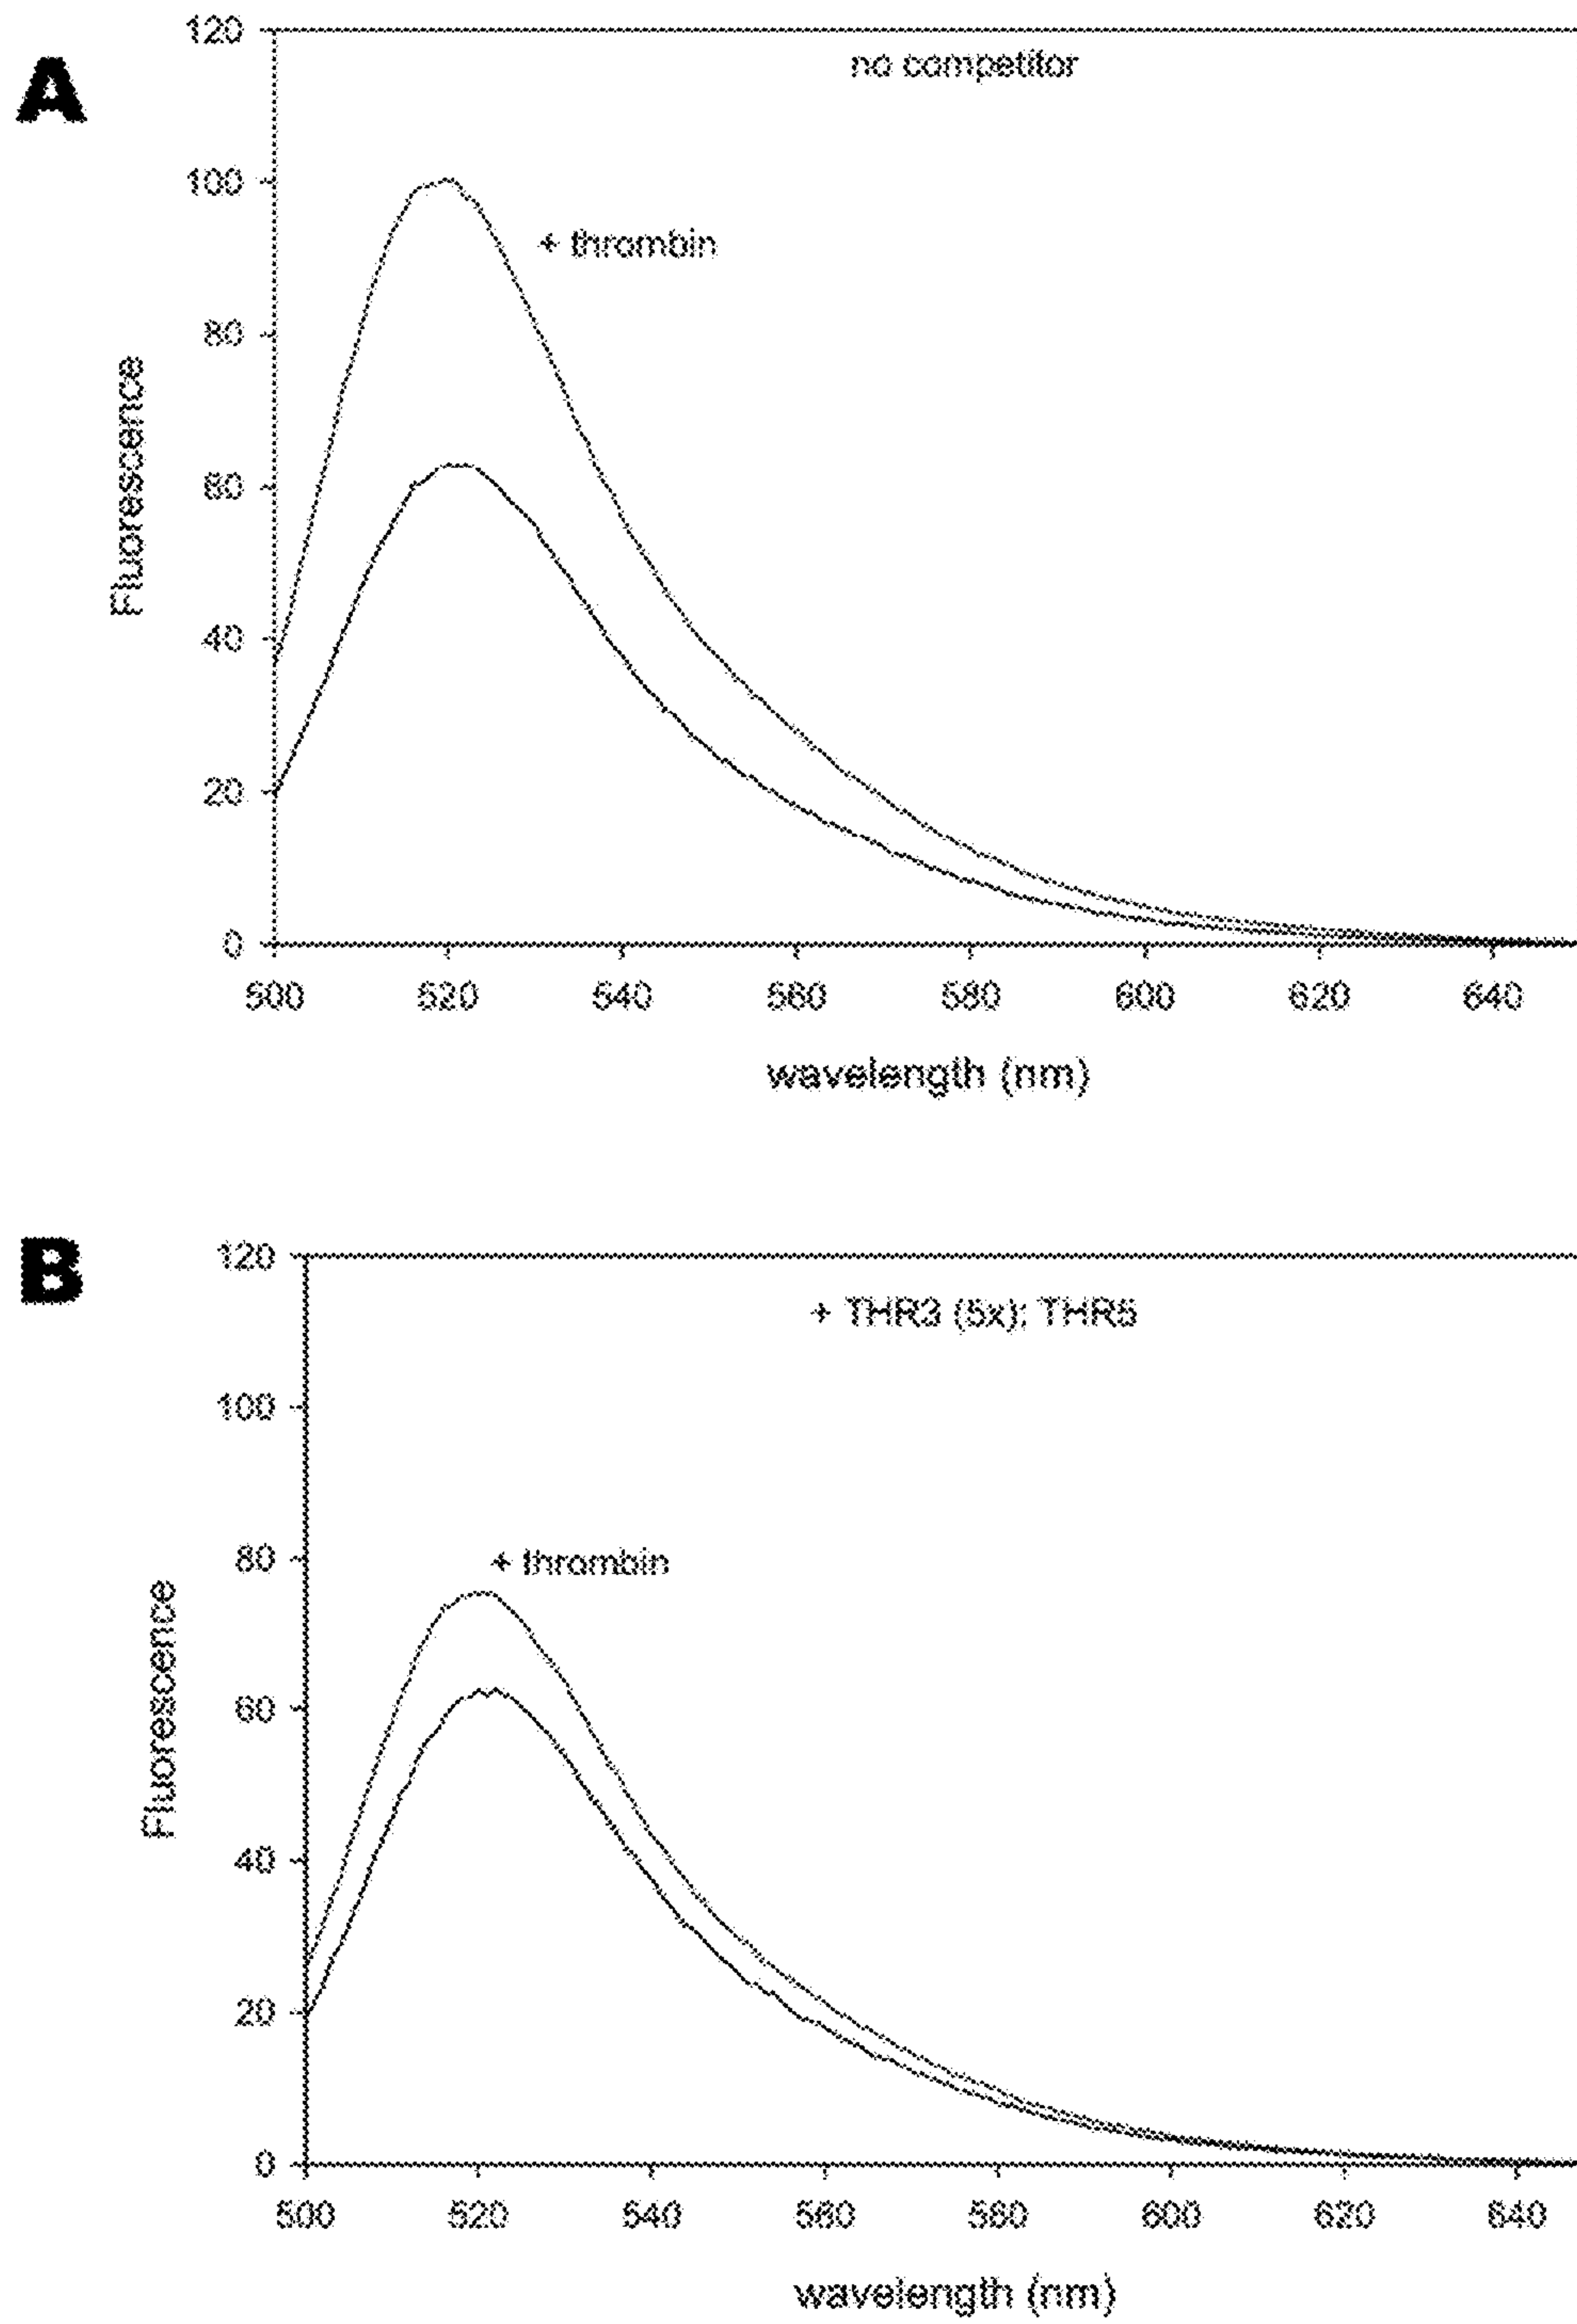 A
120
no competitor
100
+ thrombin
80
60
40
20
0
Fluorescence
500 520 540 560 580 600 620 640
wavelength (nm)
B
120
+ THR3 (5x); THR5
100
80
+ thrombin
60
40
20
0
Fluorescence
500 520 540 560 580 600 620 640
wavelength (nm)